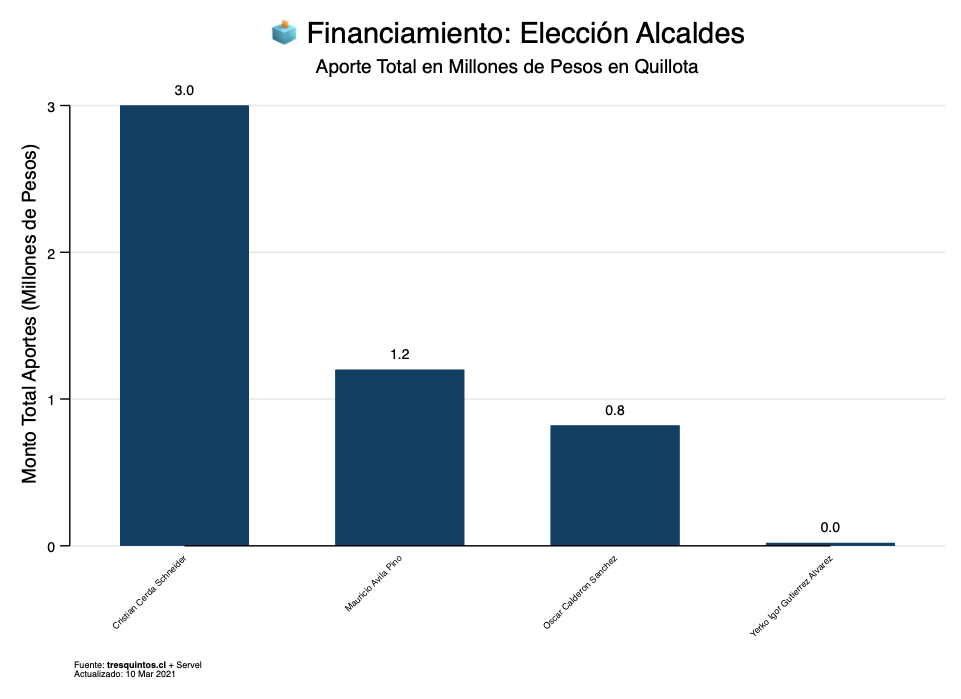 Financiamiento: Elección Alcaldes
Aporte Total en Millones de Pesos en Quillota
Monto Total Aportes (Millones de Pesos)
3
2
1
0
3.0
1.2
0.8
0.0
Cristian Cerda Schneider
Mauricio Avila Pino
Oscar Calderon Sanchez
Yerko Igor Gutierrez Alvarez
Fuente: tresquintos.cl + Servel
Actualizado: 10 Mar 2021